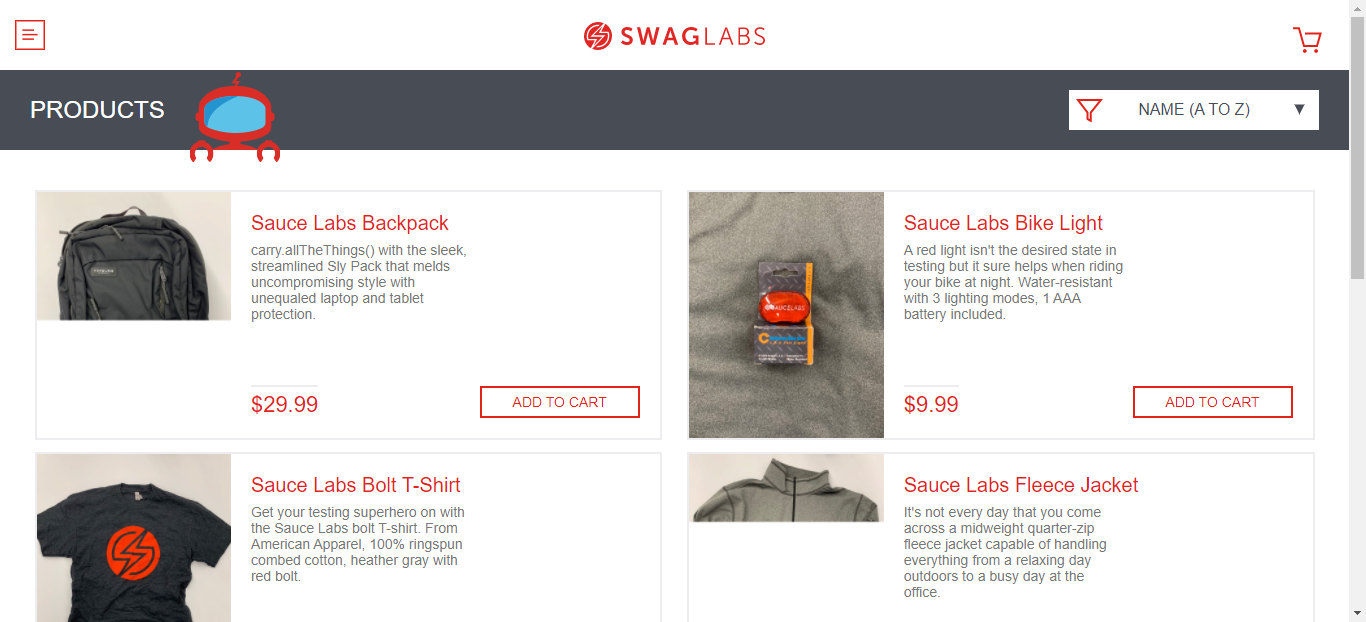 SWAGLABS
PRODUCTS
NAME (A TO Z)
Sauce Labs Backpack
carry.allTheThings() with the sleek,
streamlined Sly Pack that melds
uncompromising style with
unequaled laptop and tablet
protection.
$29.99
ADD TO CART
Sauce Labs Bike Light
A red light isn't the desired state in
testing but it sure helps when riding
your bike at night. Water-resistant
with 3 lighting modes, 1 AAA
battery included.
$9.99
ADD TO CART
Sauce Labs Bolt T-Shirt
Get your testing superhero on with
the Sauce Labs bolt T-shirt. From
American Apparel, 100% ringspun
combed cotton, heather gray with
red bolt.
Sauce Labs Fleece Jacket
It's not every day that you come
across a midweight quarter-zip
fleece jacket capable of handling
everything from a relaxing day
outdoors to a busy day at the
office.